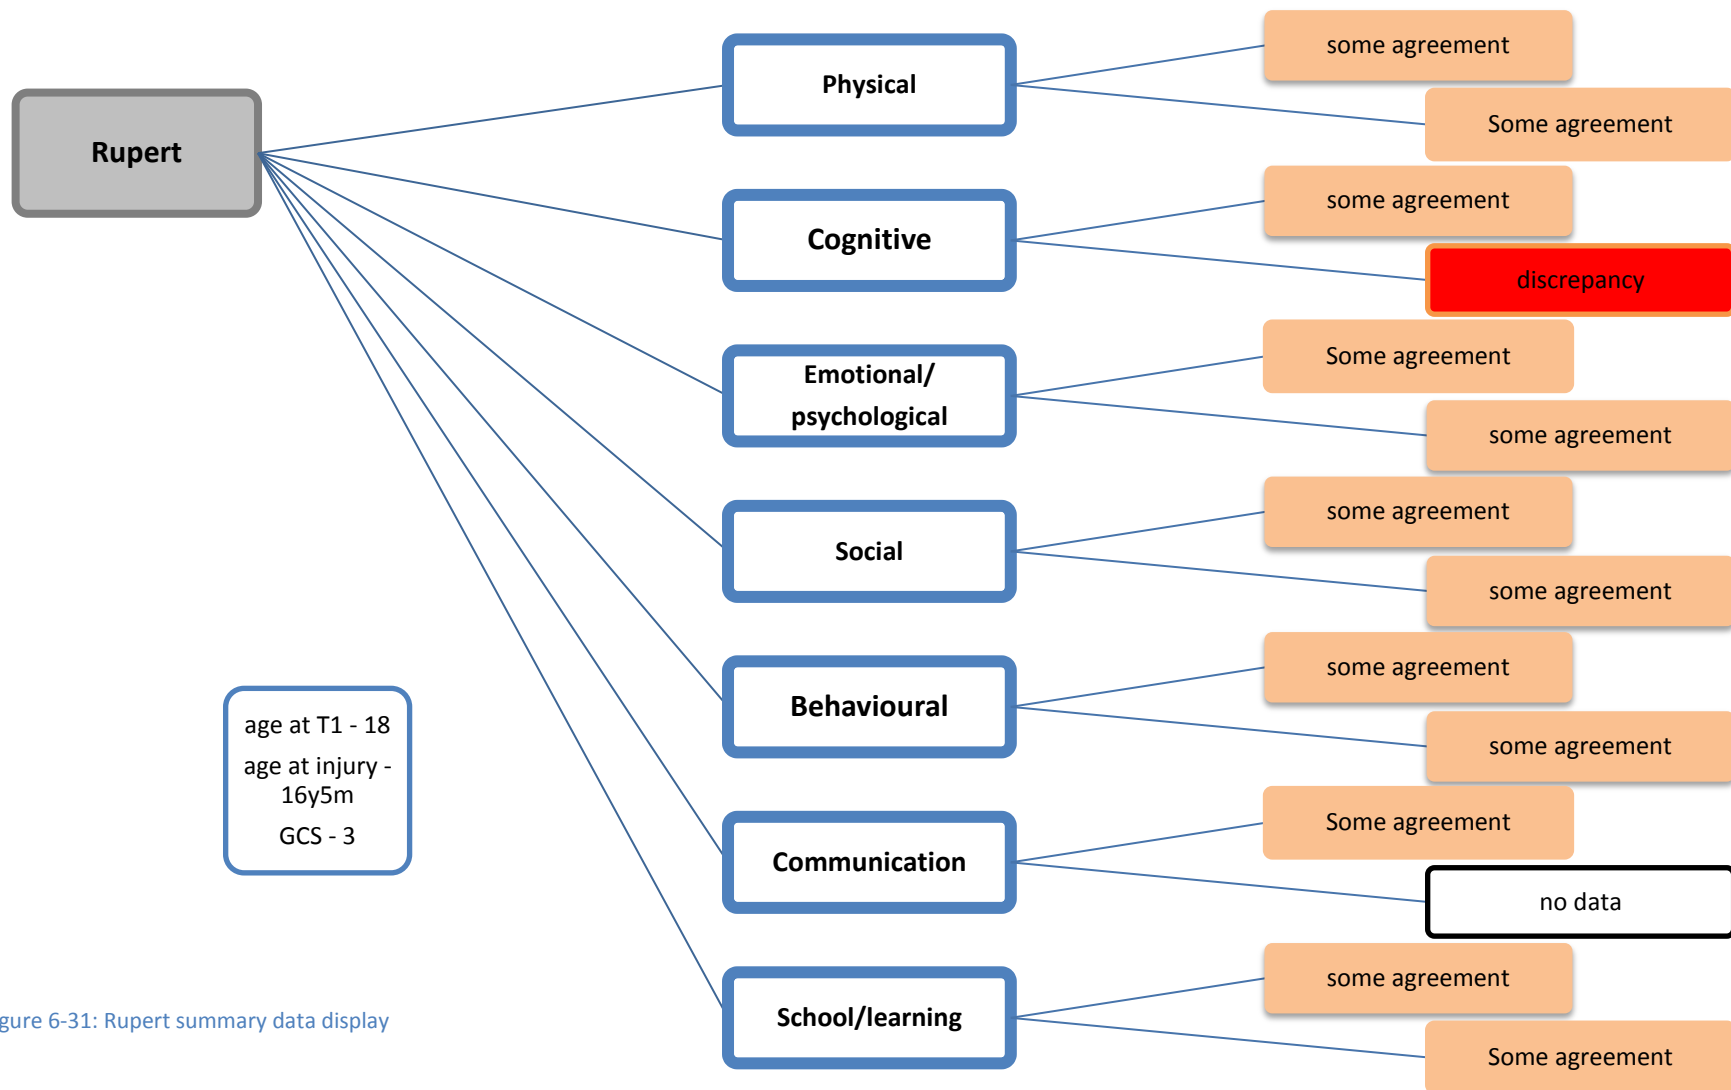 Rupert
Physical
some agreement
Some agreement
Cognitive
some agreement
discrepancy
Emotional/
psychological
Some agreement
some agreement
Social
some agreement
some agreement
Behavioural
some agreement
some agreement
age at T1 - 18
age at injury -
16y5m
GCS - 3
Communication
Some agreement
no data
School/learning
some agreement
Some agreement
gure 6-31: Rupert summary data display